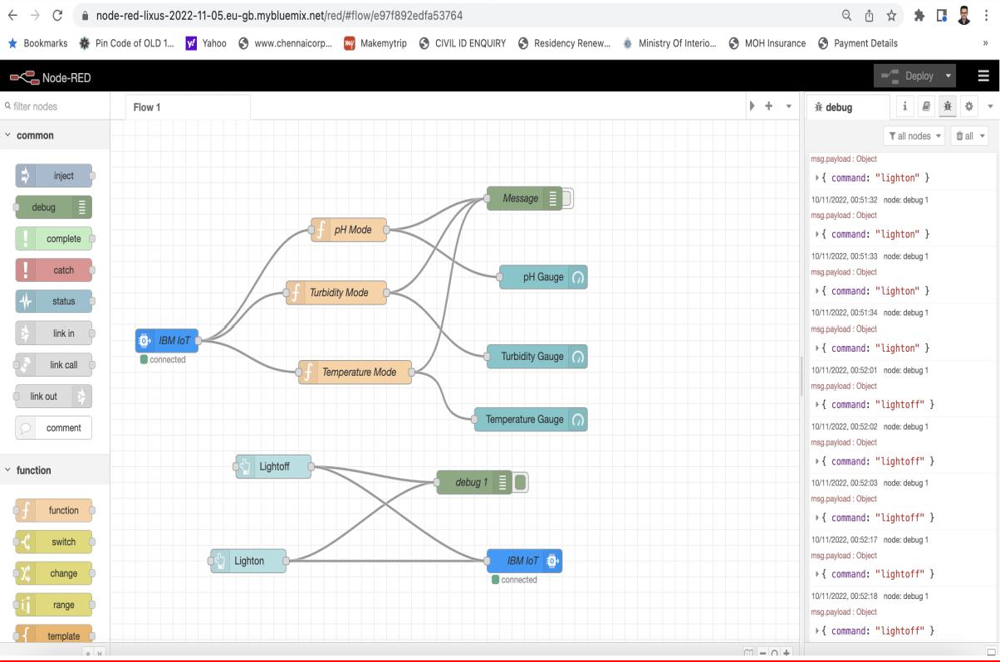 node-red-lixus-2022-11-05.eu-gb.mybluemix.net/red/#flow/e97f892edfa53764
Bookmarks Pin Code of OLD 1... Yahoo www.chennaicorp... Makemytrip CIVIL ID ENQUIRY Residency Renew... Ministry Of Interio... MOH Insurance Payment Details »
Node-RED Deploy
filter nodes
Flow 1
debug
common
all nodes all
inject
debug
complete
catch
status
link in
link call
link out
comment
function
function
switch
change
range
template
Message
pH Mode
pH Gauge
Turbidity Mode
IBM IoT
connected
Turbidity Gauge
Temperature Mode
Temperature Gauge
Lightoff
debug 1
Lighton
IBM IoT
connected
msg.payload : Object
{ command: "lighton" }
10/11/2022, 00:51:32 node: debug 1
msg.payload : Object
{ command: "lighton" }
10/11/2022, 00:51:33 node: debug 1
msg.payload : Object
{ command: "lighton" }
10/11/2022, 00:51:34 node: debug 1
msg.payload : Object
{ command: "lighton" }
10/11/2022, 00:52:01 node: debug 1
msg.payload : Object
{ command: "lightoff" }
10/11/2022, 00:52:02 node: debug 1
msg.payload : Object
{ command: "lightoff" }
10/11/2022, 00:52:03 node: debug 1
msg.payload : Object
{ command: "lightoff" }
10/11/2022, 00:52:17 node: debug 1
msg.payload : Object
{ command: "lightoff" }
10/11/2022, 00:52:18 node: debug 1
msg.payload : Object
{ command: "lightoff" }